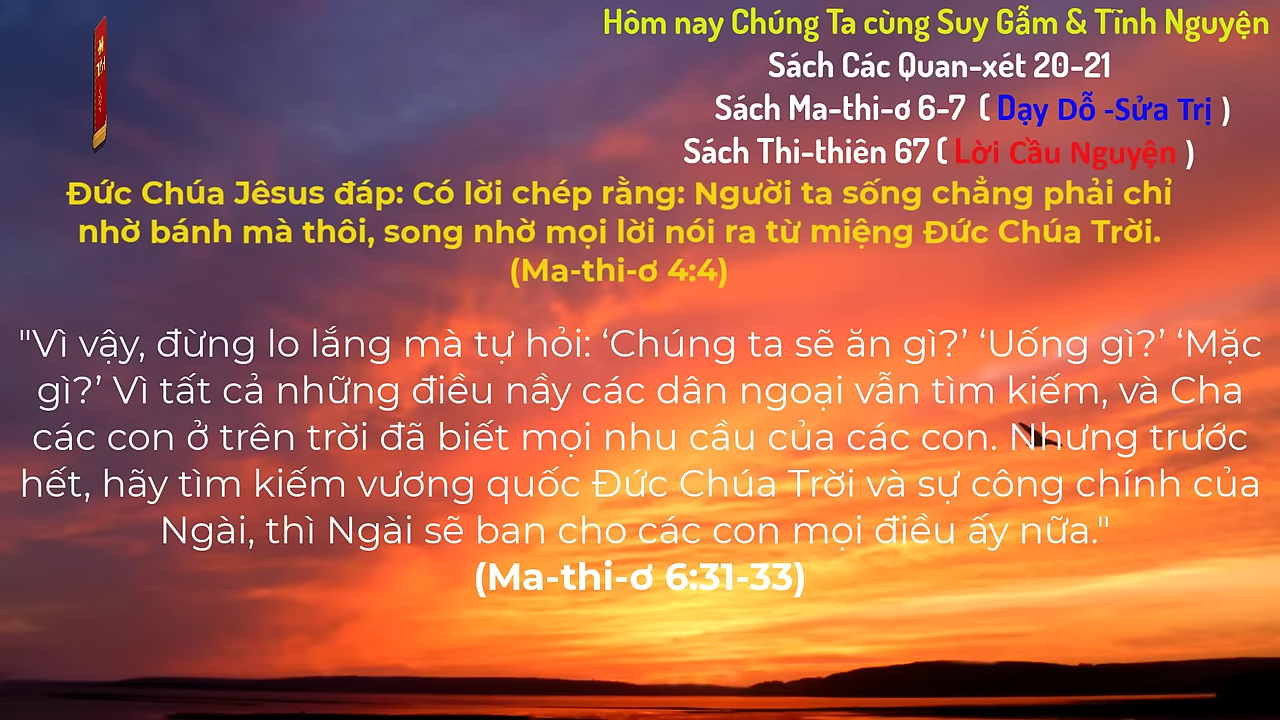 Hôm nay Chúng Ta cùng Suy Gẫm & Tĩnh Nguyện
Sách Các Quan-xét 20-21
Sách Ma-thi-ơ 6-7 ( Dạy Dỗ -Sửa Trị )
Sách Thi-thiên 67 ( Lời Cầu Nguyện )
Đức Chúa Jêsus đáp: Có lời chép rằng: Người ta sống chẳng phải chỉ
nhờ bánh mà thôi, song nhờ mọi lời nói ra từ miệng Đức Chúa Trời.
(Ma-thi-ơ 4:4)
"Vì vậy, đừng lo lắng mà tự hỏi: ‘Chúng ta sẽ ăn gì?’ ‘Uống gì?’ ‘Mặc
gì?’ Vì tất cả những điều nầy các dân ngoại vẫn tìm kiếm, và Cha
các con ở trên trời đã biết mọi nhu cầu của các con. Nhưng trước
hết, hãy tìm kiếm vương quốc Đức Chúa Trời và sự công chính của
Ngài, thì Ngài sẽ ban cho các con mọi điều ấy nữa."
(Ma-thi-ơ 6:31-33)